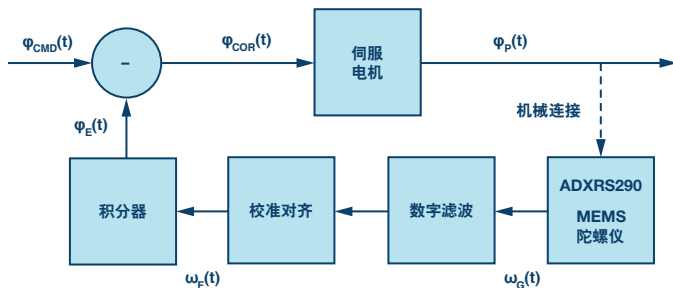 φCMD(t)
-
φCOR(t)
伺服
电机
φP(t)
机械连接
φE(t)
积分器
校准对齐
数字滤波
ADXRS290
MEMS
陀螺仪
ωE(t)
ωG(t)